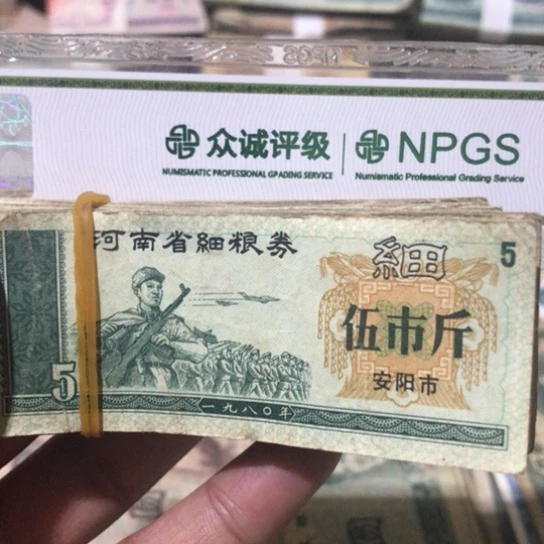 众诚评级 NPGS
NUMISMATIC PROFESSIONAL GPADING SERVICE Numismatic Professional Grading Service
河南省細粮券
細
5
伍市斤
安阳市
5
一九八〇年